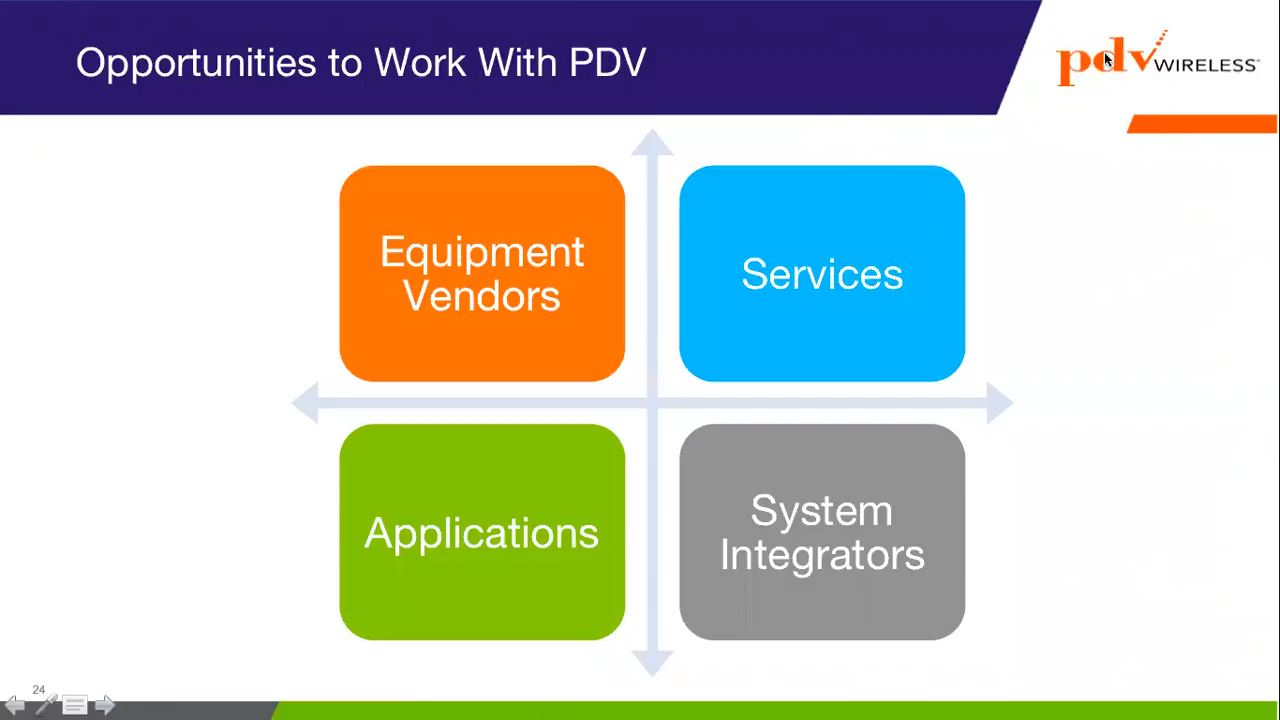 Opportunities to Work With PDV
pdv WIRELESS
Equipment
Vendors
Services
Applications
System
Integrators
24